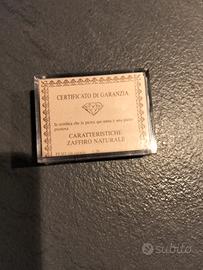 CERTIFICATO DI GARANZIA
si certifica che la pietra qui unita è una pietra
preziosa
CARATTERISTICHE
ZAFFIRO NATURALE
subito